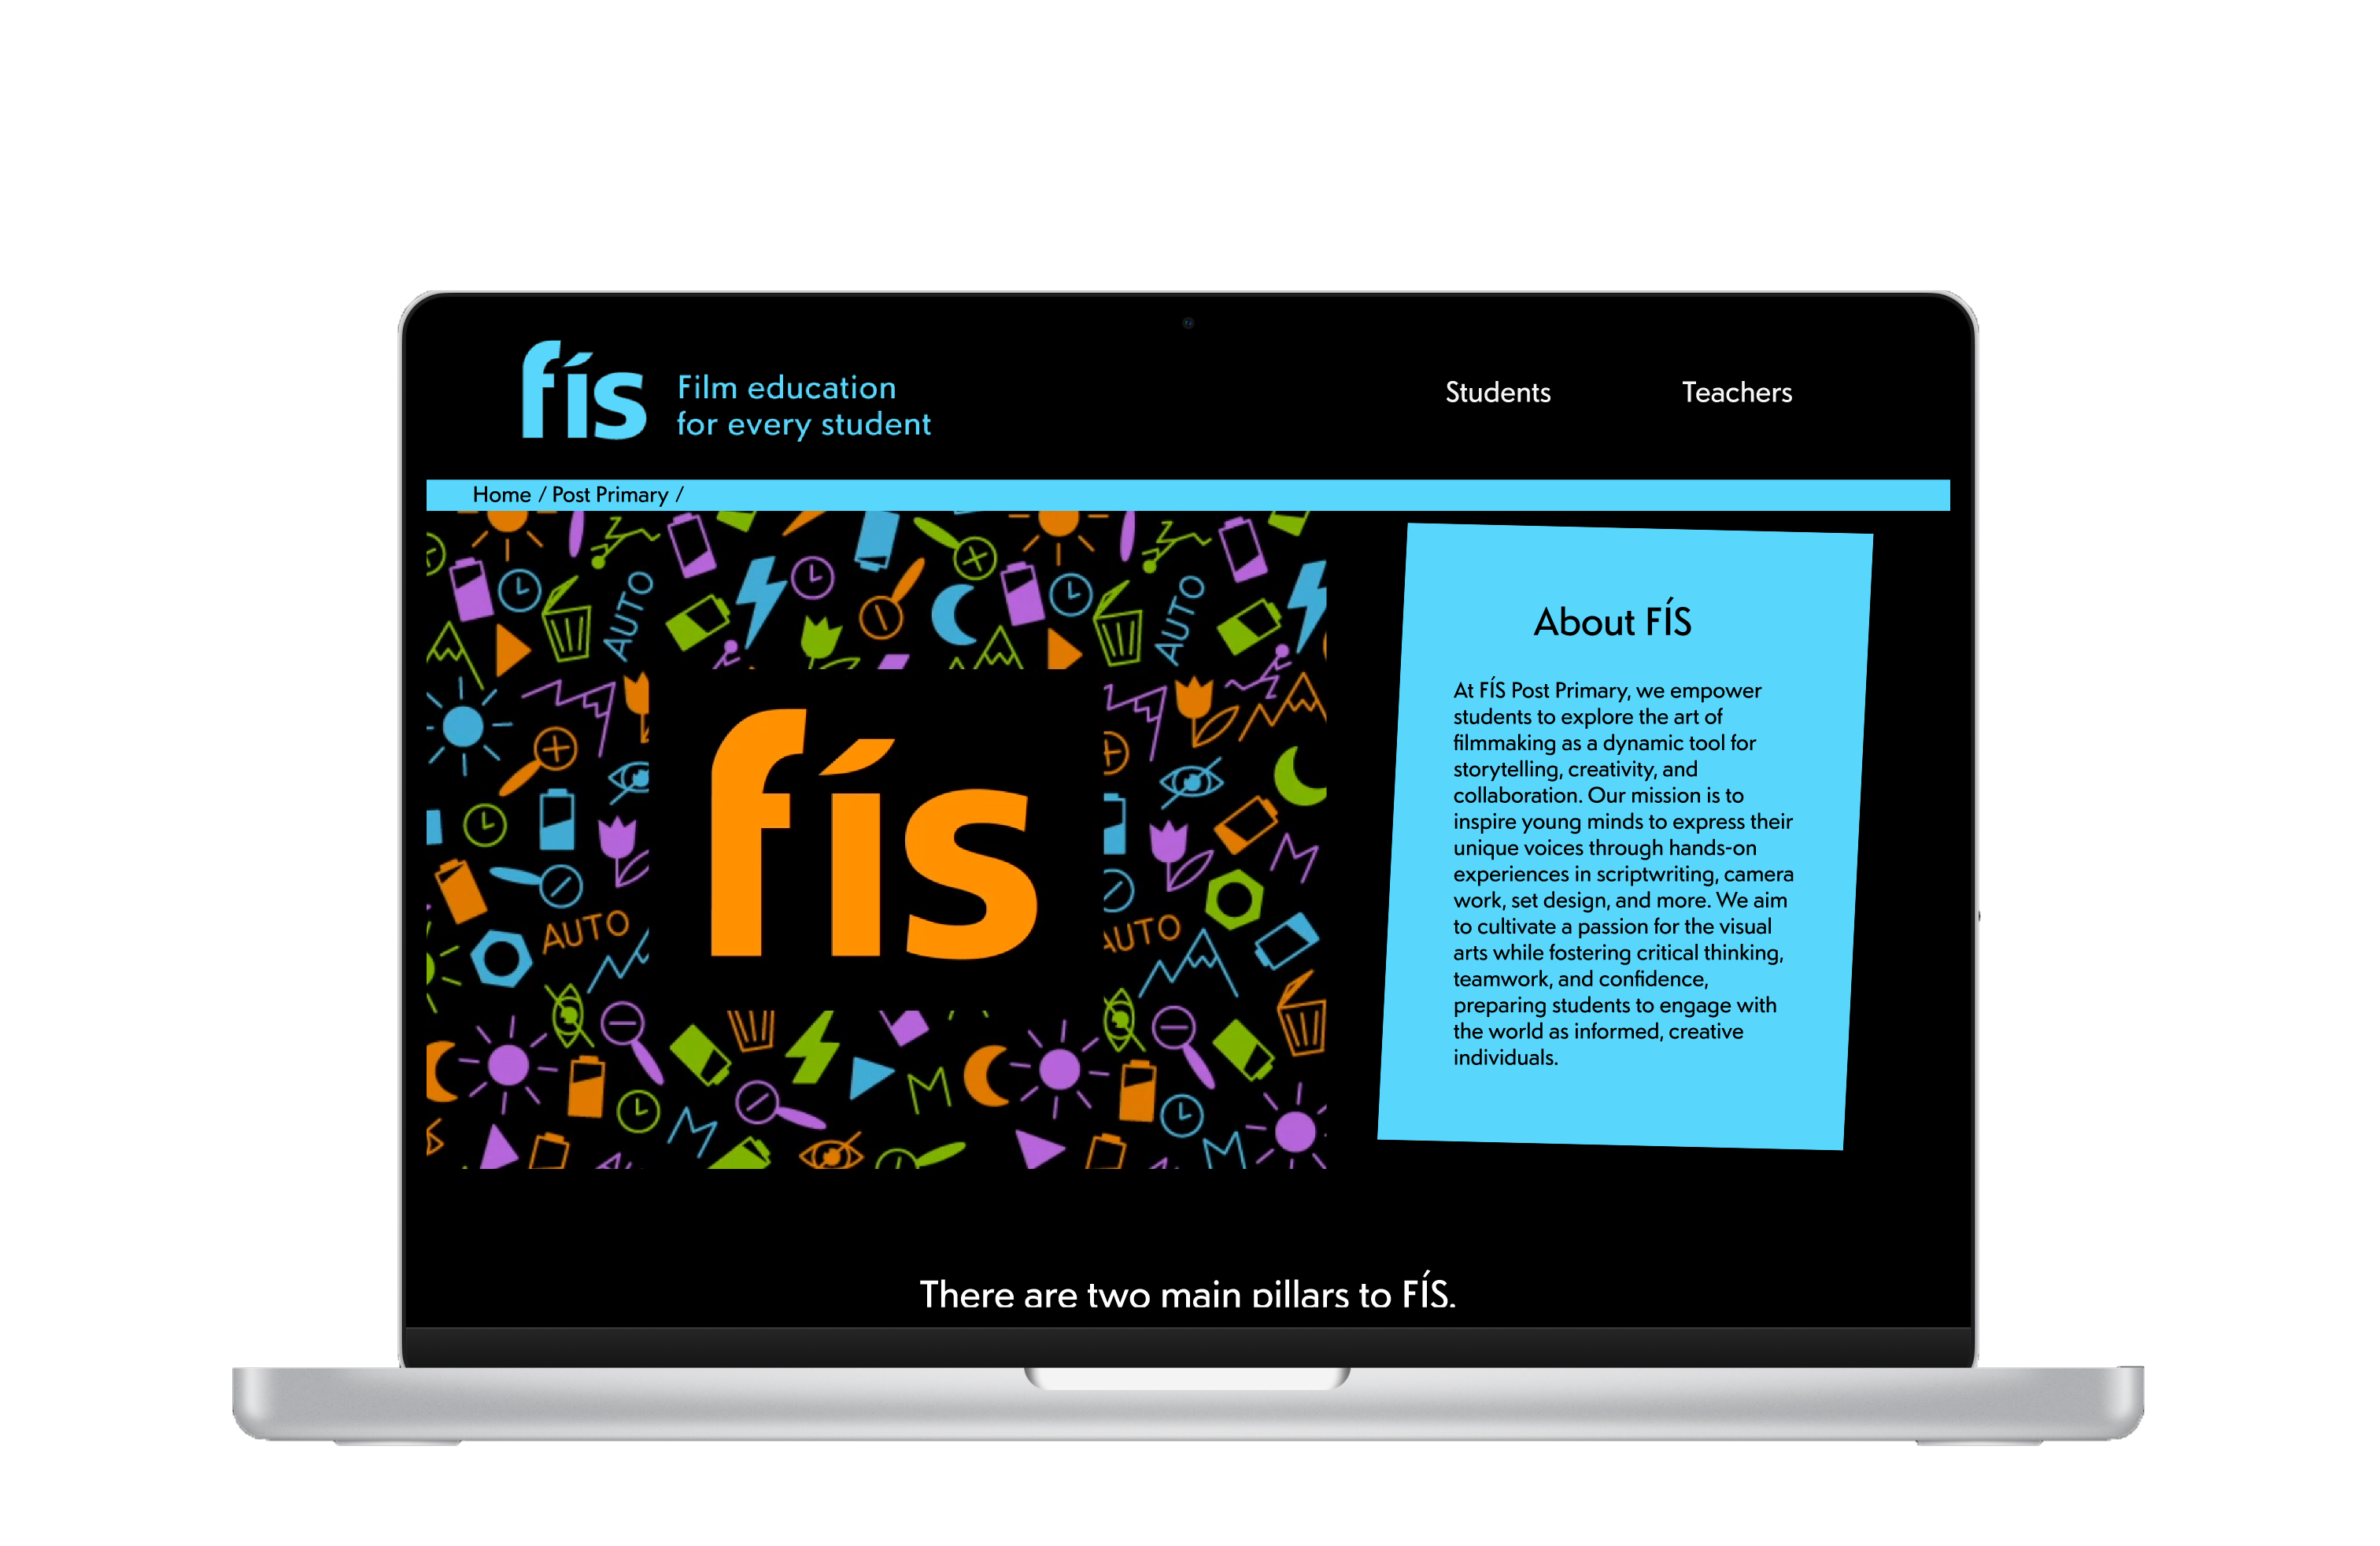 fís
Film education
for every student
Students
Teachers
Home / Post Primary /
AUTO
AUTO
fís
AUTO
AUTO
About FÍS
At FÍS Post Primary, we empower
students to explore the art of
filmmaking as a dynamic tool for
storytelling, creativity, and
collaboration. Our mission is to
inspire young minds to express their
unique voices through hands-on
experiences in scriptwriting, camera
work, set design, and more. We aim
to cultivate a passion for the visual
arts while fostering critical thinking,
teamwork, and confidence,
preparing students to engage with
the world as informed, creative
individuals.
There are two main pillars to FÍS.